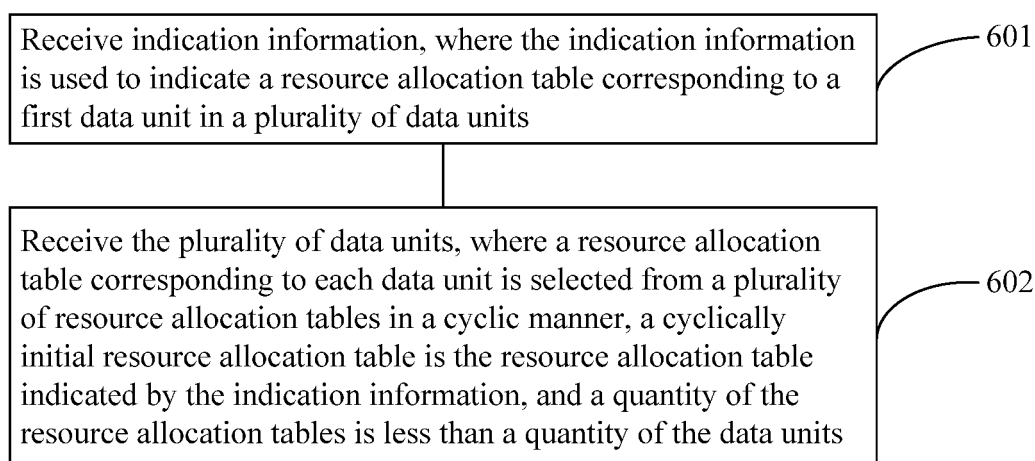 Receive indication information, where the indication information
is used to indicate a resource allocation table corresponding to a
first data unit in a plurality of data units
601
Receive the plurality of data units, where a resource allocation
table corresponding to each data unit is selected from a plurality
of resource allocation tables in a cyclic manner, a cyclically
initial resource allocation table is the resource allocation table
indicated by the indication information, and a quantity of the
resource allocation tables is less than a quantity of the data units
602